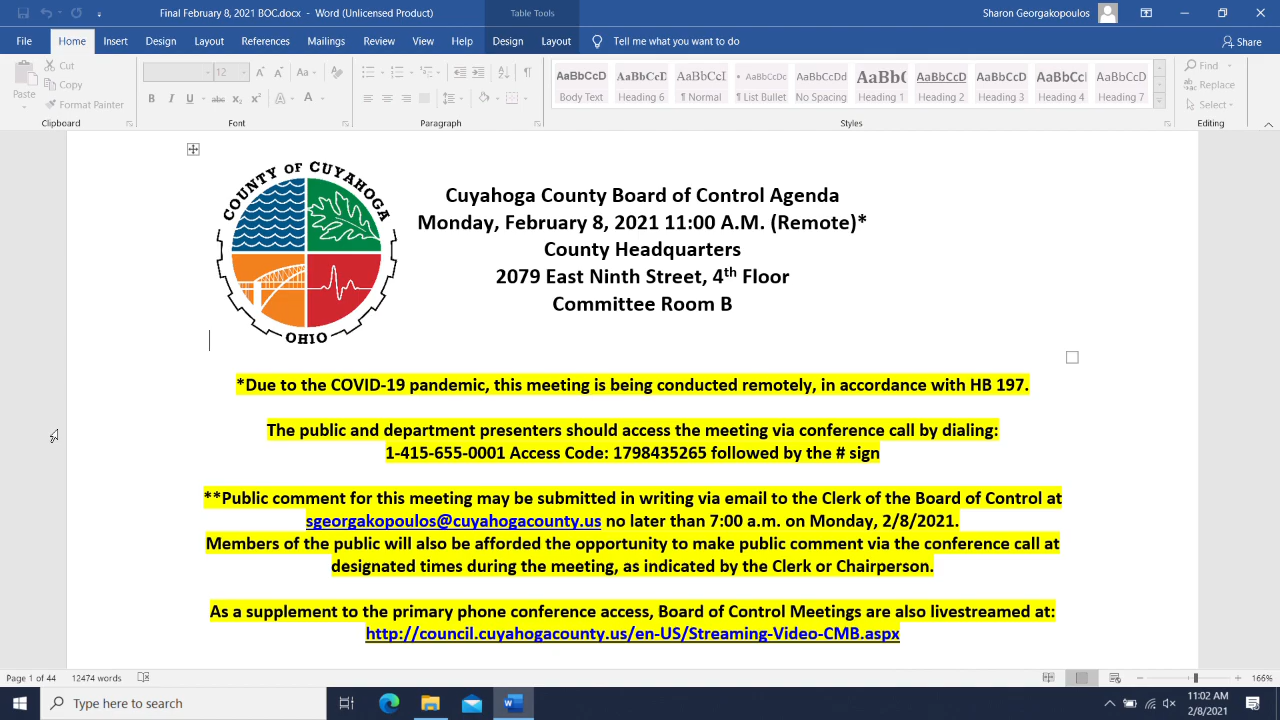 Final February 8, 2021 BOC.docx - Word (Unlicensed Product)
Table Tools
Sharon Georgakopoulos
File Home Insert Design Layout References Mailings Review View Help Design Layout Tell me what you want to do Share
Paste
Cut
Copy
Format Painter
Clipboard
12
Font
Paragraph
AaBbCcD AaBbCcD AaBbCcD AaBbCcDc AaBbCcDd AaBbC AaBbCcD AaBbCcD AaBbCc AaBbCcD
Body Text Heading 6 ¶ Normal ¶ List Bullet No Spacing Heading 1 Heading 2 Heading 3 Heading 4 Heading 7
Styles
Find
Replace
Select
Editing
COUNTY OF CUYAHOGA
OHIO
Cuyahoga County Board of Control Agenda
Monday, February 8, 2021 11:00 A.M. (Remote)*
County Headquarters
2079 East Ninth Street, 4th Floor
Committee Room B
*Due to the COVID-19 pandemic, this meeting is being conducted remotely, in accordance with HB 197.
The public and department presenters should access the meeting via conference call by dialing:
1-415-655-0001 Access Code: 1798435265 followed by the # sign
**Public comment for this meeting may be submitted in writing via email to the Clerk of the Board of Control at
sgeorgakopoulos@cuyahogacounty.us no later than 7:00 a.m. on Monday, 2/8/2021.
Members of the public will also be afforded the opportunity to make public comment via the conference call at
designated times during the meeting, as indicated by the Clerk or Chairperson.
As a supplement to the primary phone conference access, Board of Control Meetings are also livestreamed at:
http://council.cuyahogacounty.us/en-US/Streaming-Video-CMB.aspx
Page 1 of 44 12474 words 166%
Type here to search
11:02 AM
2/8/2021